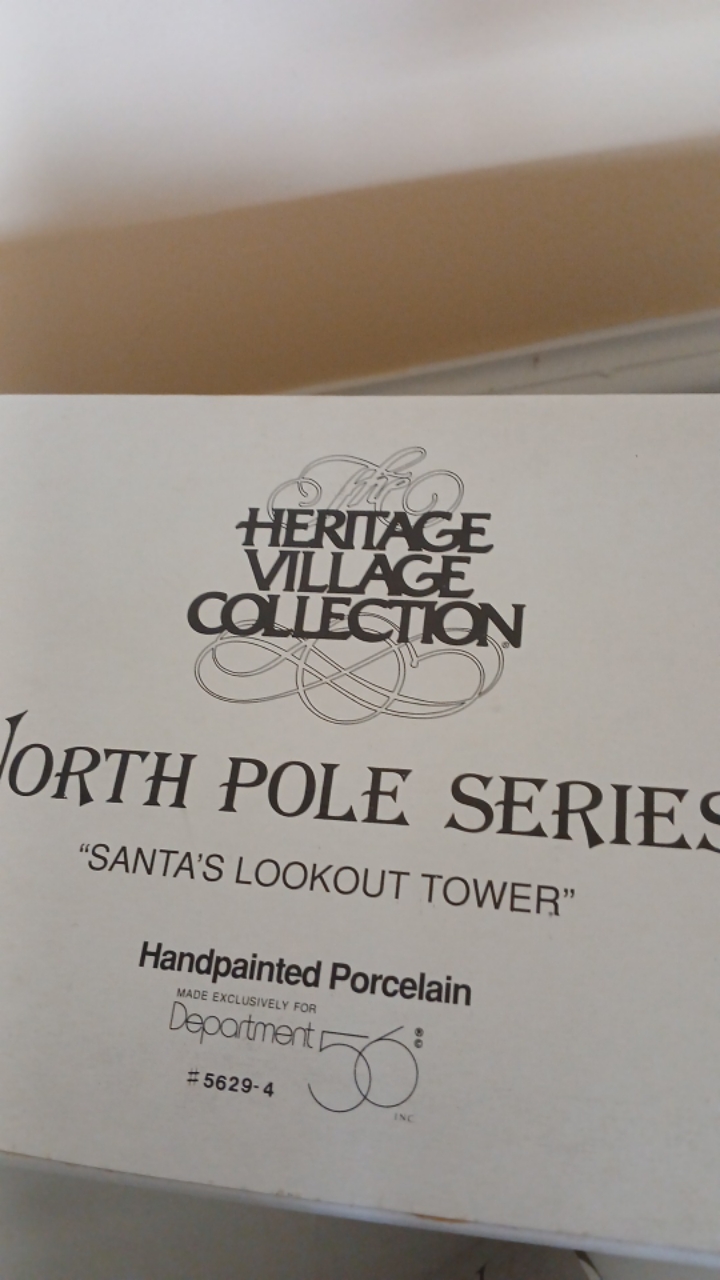 The
HERITAGE
VILLAGE
COLLECTION®
NORTH POLE SERIES
"SANTA'S LOOKOUT TOWER"
Handpainted Porcelain
MADE EXCLUSIVELY FOR
Department 56 ® ©
INC
#5629-4